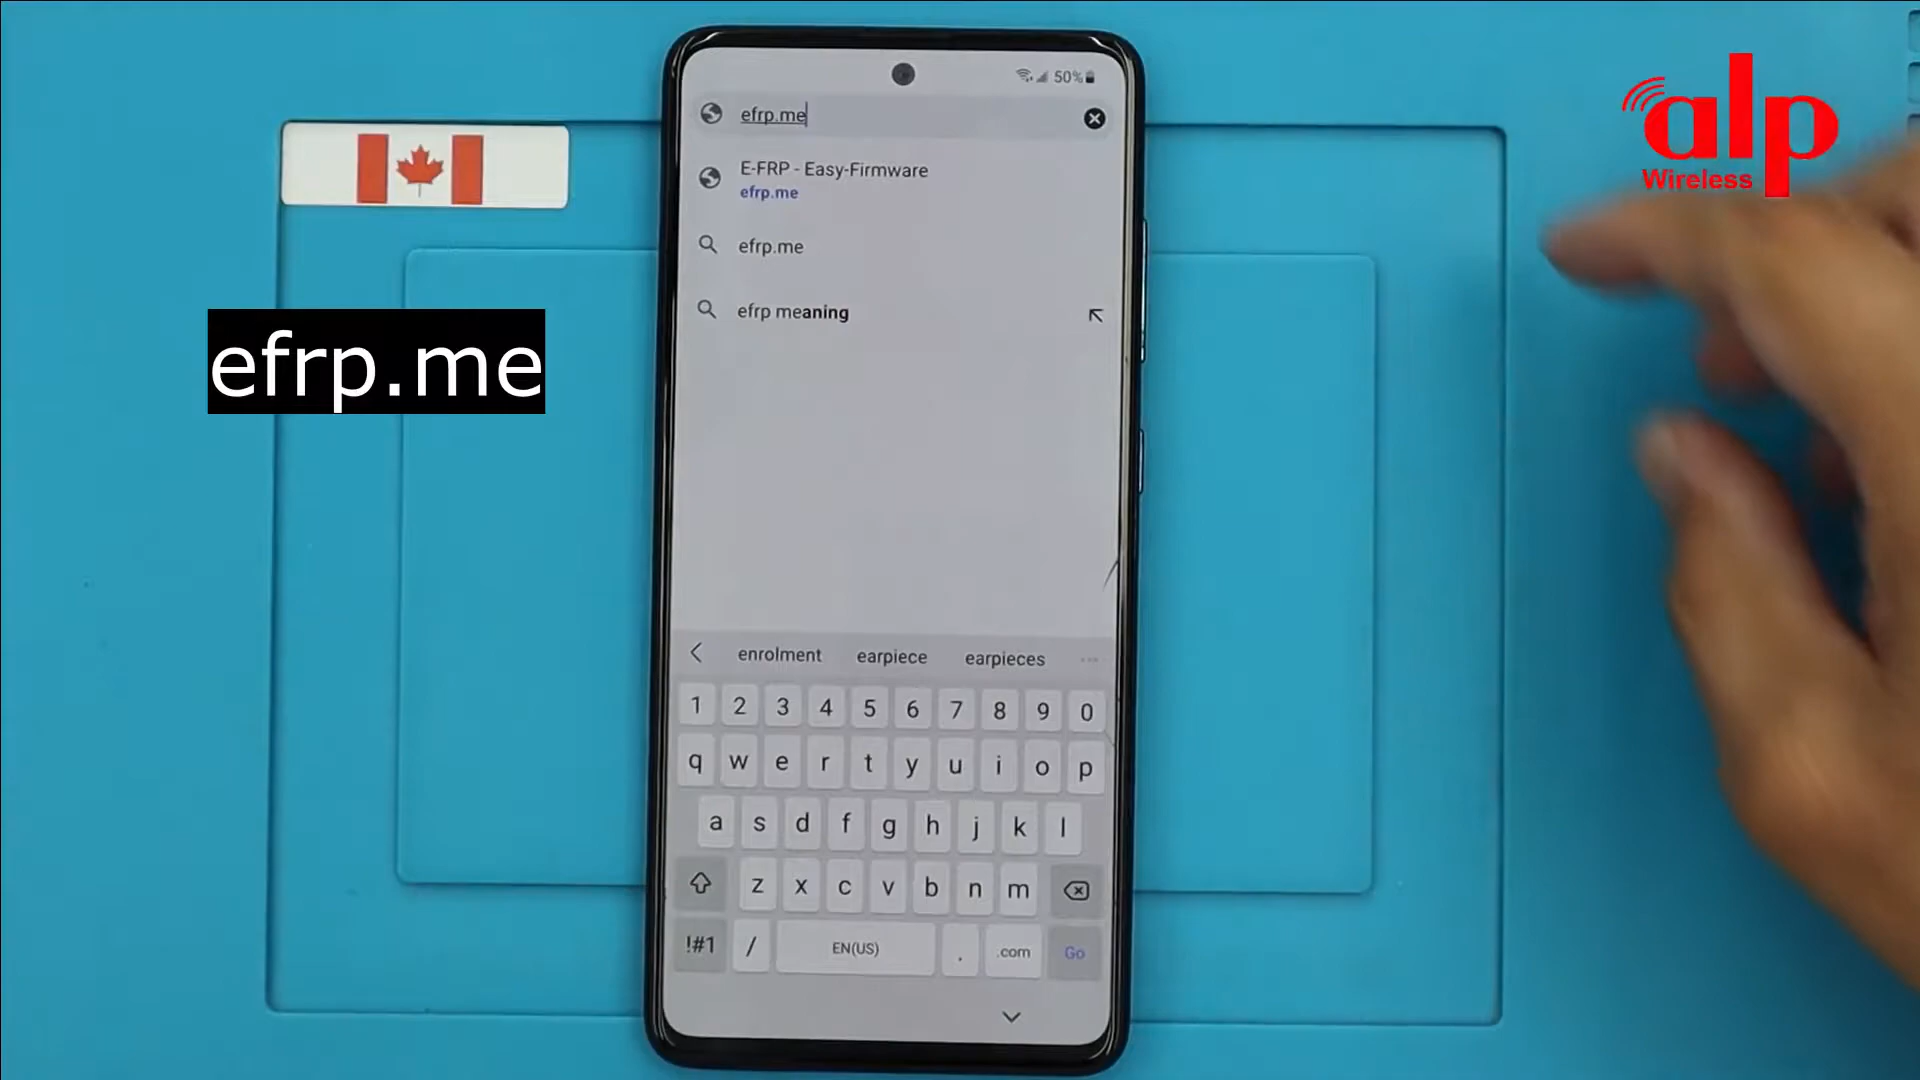 50%
efrp.me
E-FRP - Easy-Firmware
efrp.me
efrp.me
efrp meaning
efrp.me
alp
Wireless
enrolment earpiece earpieces ...
1 2 3 4 5 6 7 8 9 0
q w e r t y u i o p
a s d f g h j k l
z x c v b n m
!#1 / EN(US) . .com Go